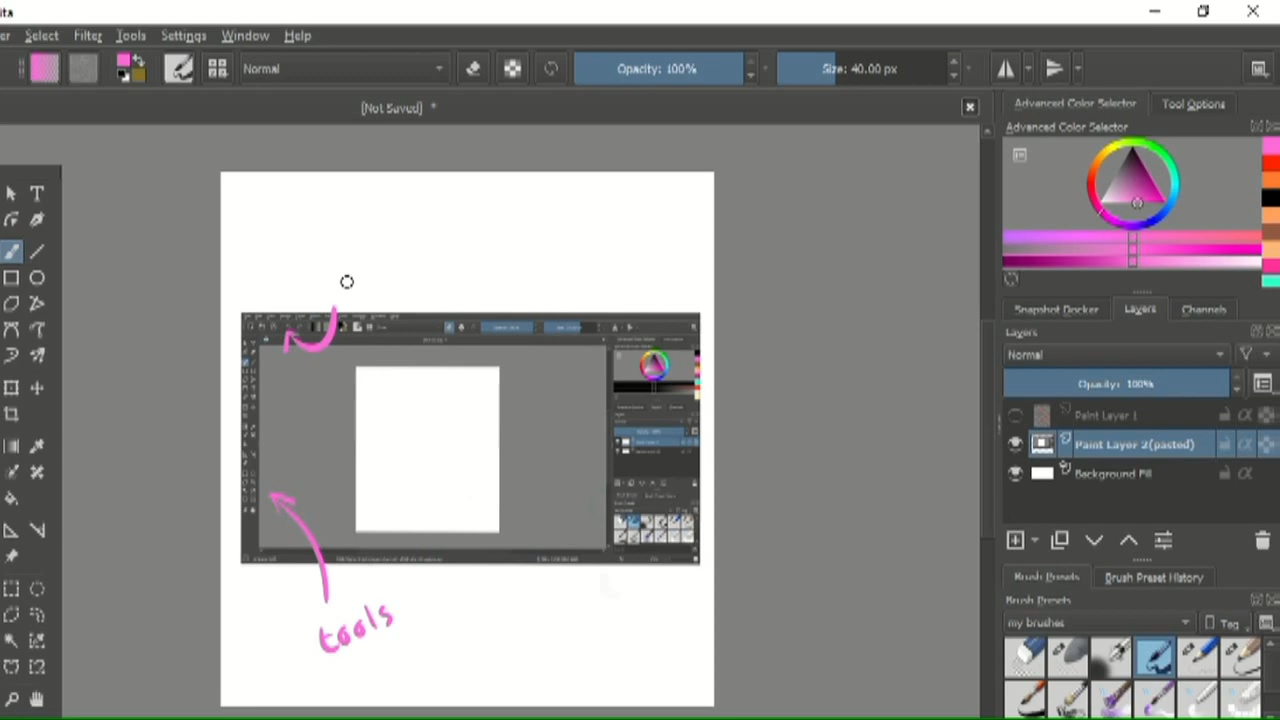 ita
er Select Filter Tools Settings Window Help
Normal
Opacity: 100%
Size: 40.00 px
[Not Saved] *
Advanced Color Selector
Tool Options
Advanced Color Selector
Snapshot Docker
Layers
Channels
Layers
Normal
Opacity: 100%
Paint Layer 1
Paint Layer 2(pasted)
Background Fill
Brush Presets
Brush Preset History
Brush Presets
my brushes
Tag
tools